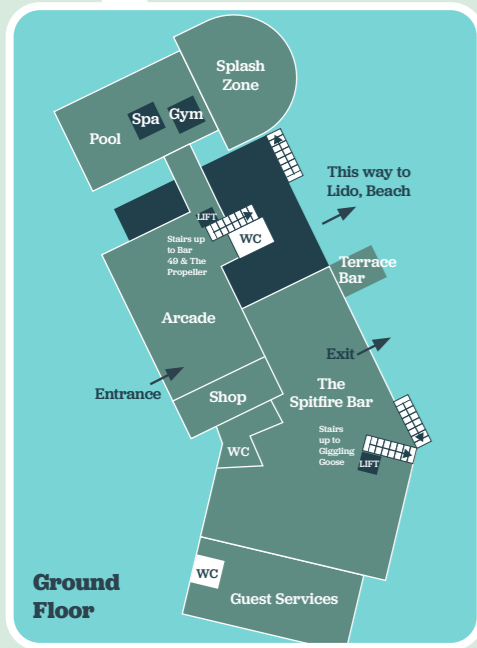 Splash
Zone
Spa
Gym
Pool
This way to
Lido, Beach
LIFT
WC
Stairs up
to Bar
49 & The
Propeller
Terrace
Bar
Arcade
Exit
Entrance
The
Spitfire Bar
Shop
Stairs
up to
Giggling
Goose
WC
LIFT
WC
Guest Services
Ground
Floor